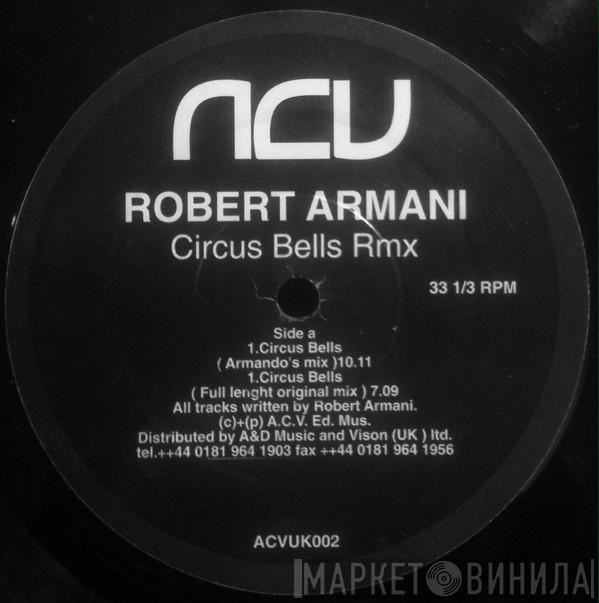 ACV
ROBERT ARMANI
Circus Bells Rmx
33 1/3 RPM
Side a
1.Circus Bells
( Armando's mix )10.11
1.Circus Bells
( Full lenght original mix ) 7.09
All tracks written by Robert Armani.
(c)+(p) A.C.V. Ed. Mus.
Distributed by A&D Music and Vison (UK ) ltd.
tel.++44 0181 964 1903 fax ++44 0181 964 1956
ACVUK002
МАРКЕТ ВИНИЛА